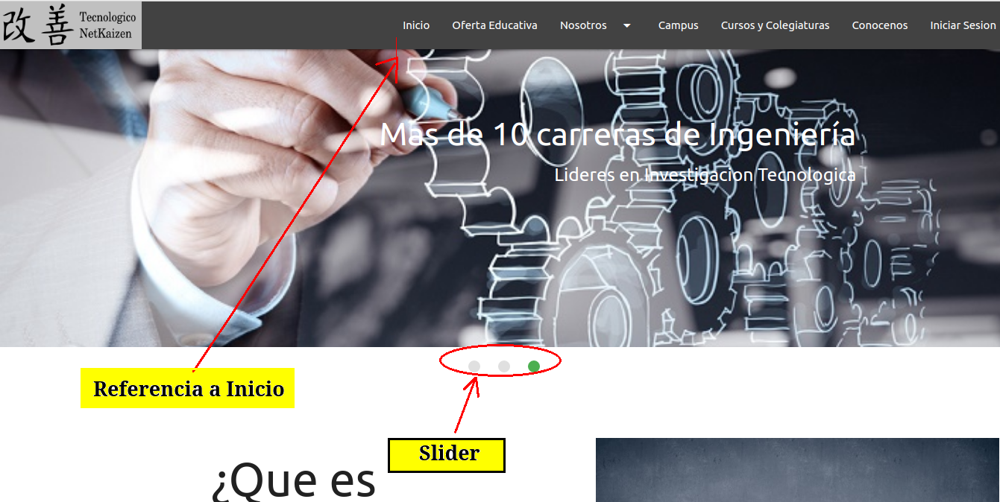 改善 Tecnologico
NetKaizen
Inicio Oferta Educativa Nosotros Campus Cursos y Colegiaturas Conocenos Iniciar Sesion
Mas de 10 carreras de Ingeniería
Lideres en Investigacion Tecnologica
Referencia a Inicio
Slider
¿Que es